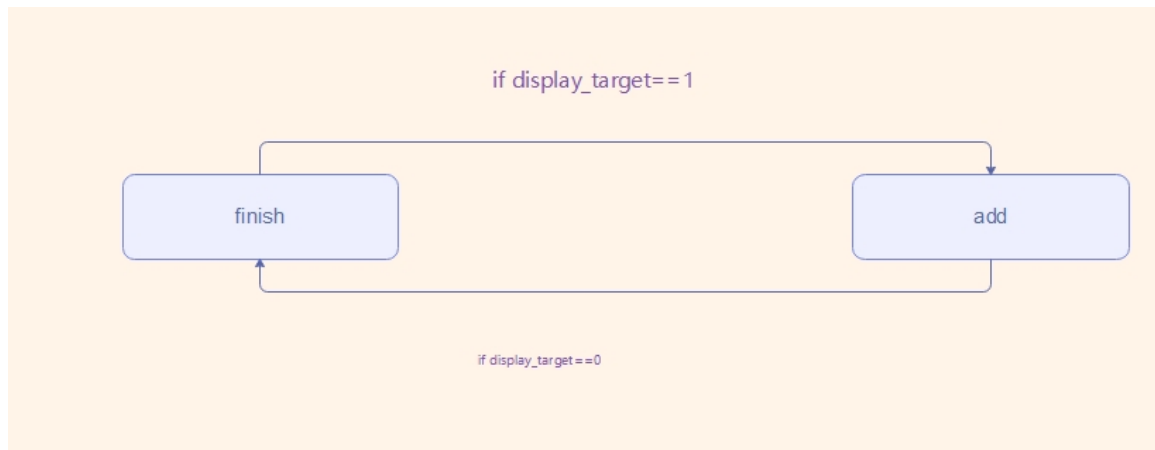 if display_target==1
finish
add
if display_target==0